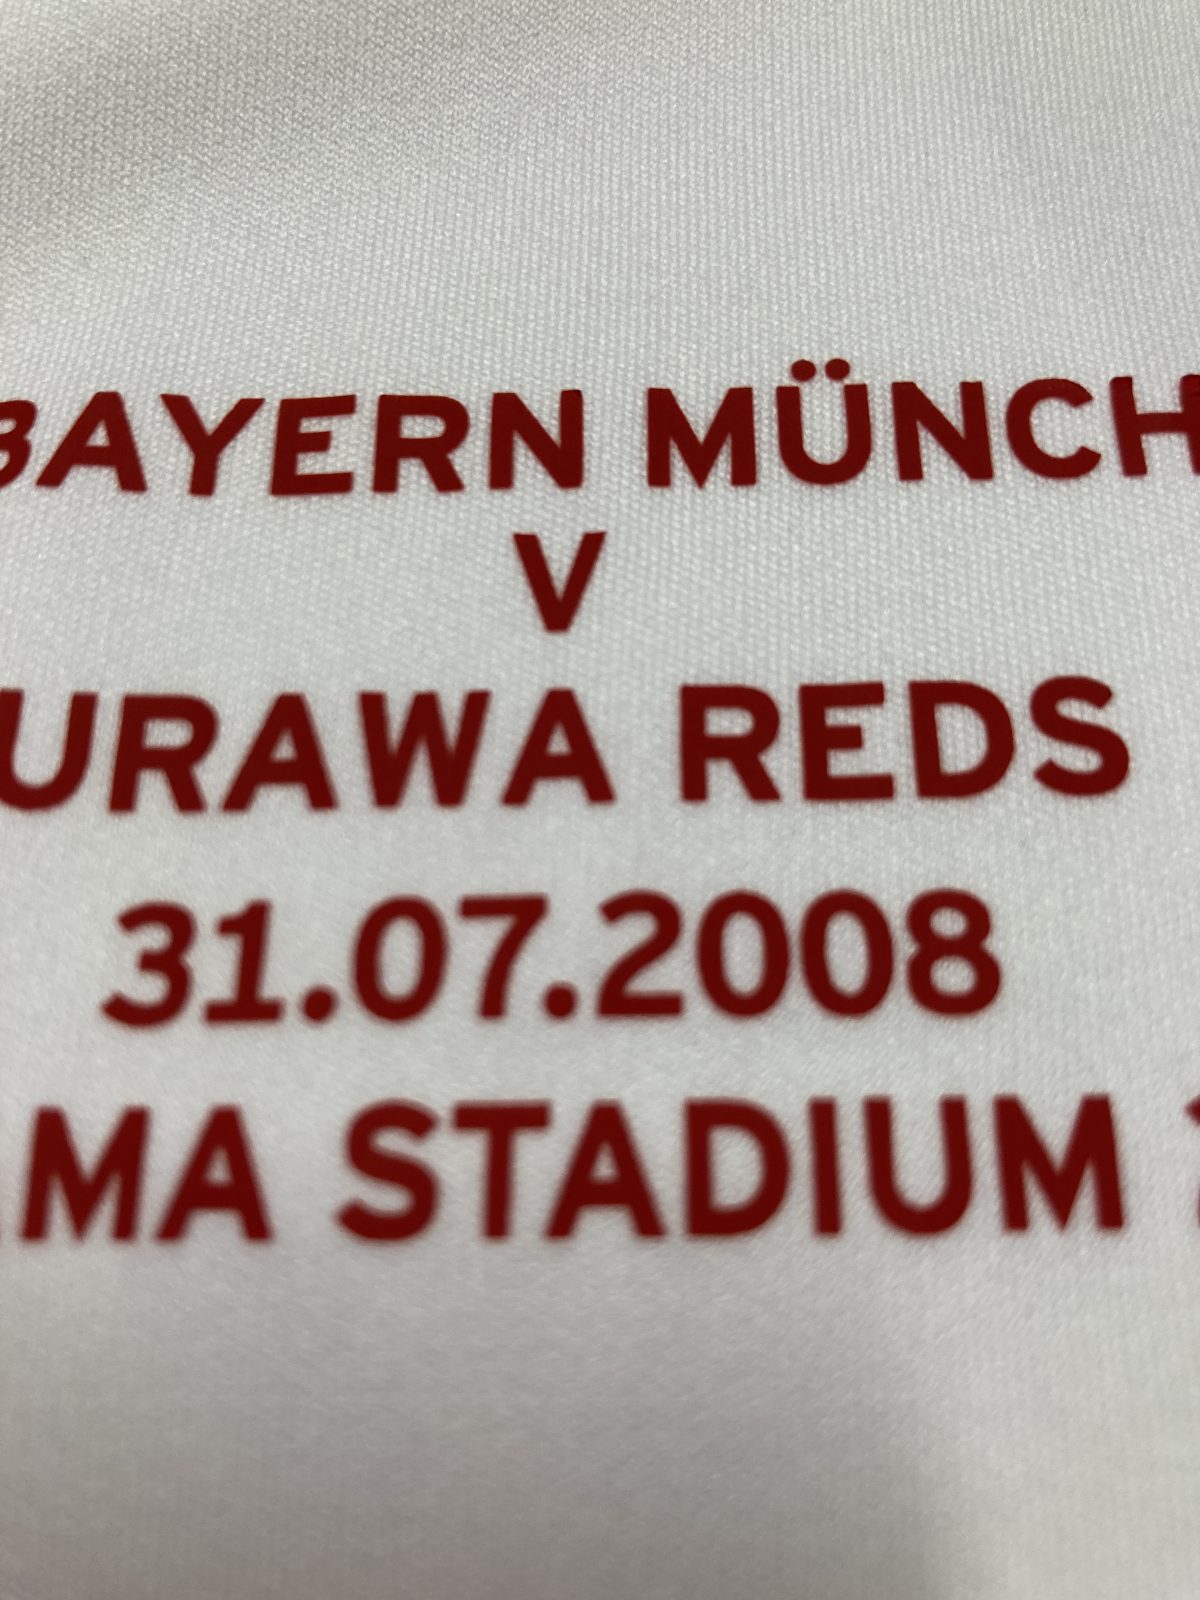 BAYERN MÜNCH
V
URAWA REDS
31.07.2008
MA STADIUM